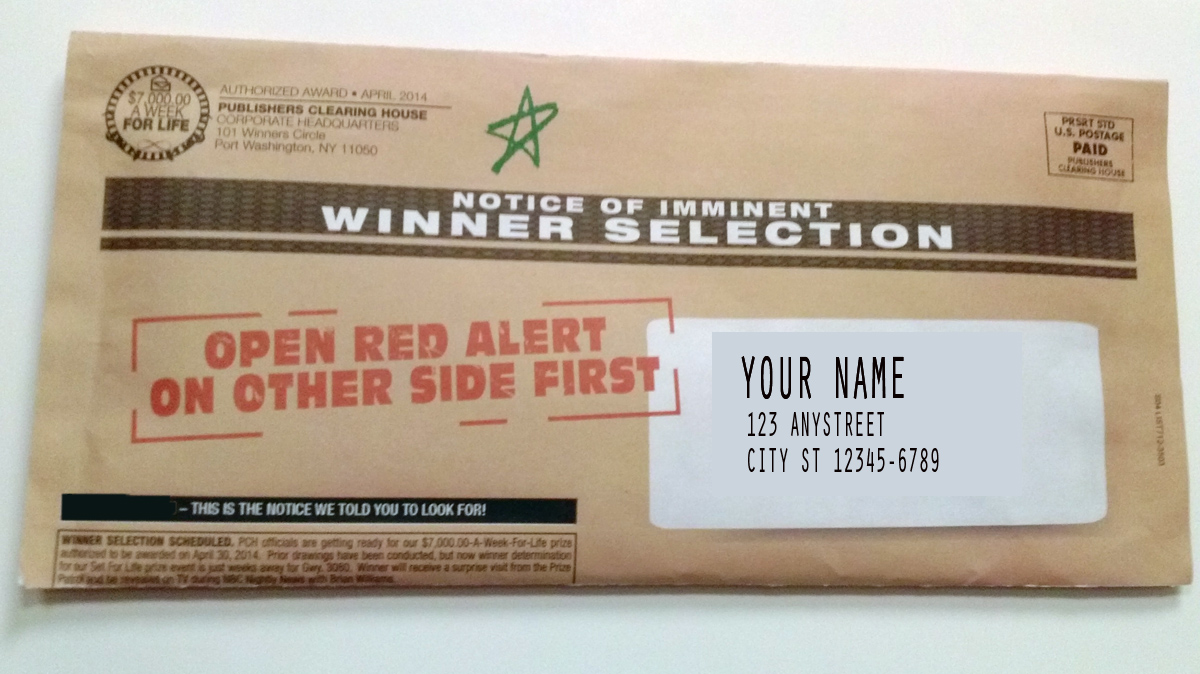 $7,000.00
A WEEK
FOR LIFE
AUTHORIZED AWARD • APRIL 2014
PUBLISHERS CLEARING HOUSE
CORPORATE HEADQUARTERS
101 Winners Circle
Port Washington, NY 11050
PRSRT STD
U.S. POSTAGE
PAID
PUBLISHERS
CLEARING HOUSE
NOTICE OF IMMINENT
WINNER SELECTION
OPEN RED ALERT
ON OTHER SIDE FIRST
YOUR NAME
123 ANYSTREET
CITY ST 12345-6789
– THIS IS THE NOTICE WE TOLD YOU TO LOOK FOR!
WINNER SELECTION SCHEDULED. PCH officials are getting ready for our $7,000.00-A-Week-For-Life prize
authorized to be awarded on April 30, 2014. Prior drawings have been conducted, but now winner determination
for our Set For Life prize event is just weeks away for Gwy. 3080. Winner will receive a surprise visit from the Prize
Patrol and be revealed on TV during NBC Nightly News with Brian Williams.